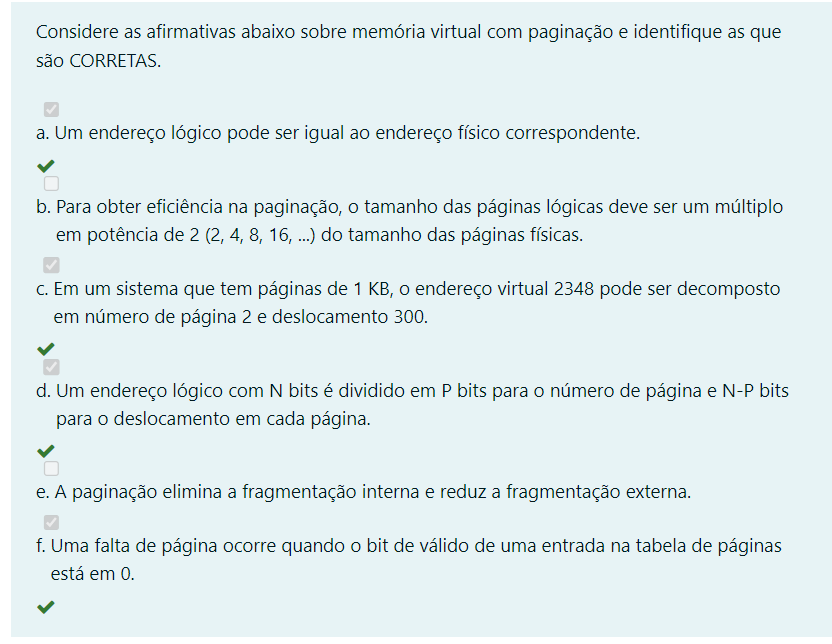 Considere as afirmativas abaixo sobre memória virtual com paginação e identifique as que
são CORRETAS.
a. Um endereço lógico pode ser igual ao endereço físico correspondente.
b. Para obter eficiência na paginação, o tamanho das páginas lógicas deve ser um múltiplo
em potência de 2 (2, 4, 8, 16, ...) do tamanho das páginas físicas.
c. Em um sistema que tem páginas de 1 KB, o endereço virtual 2348 pode ser decomposto
em número de página 2 e deslocamento 300.
d. Um endereço lógico com N bits é dividido em P bits para o número de página e N-P bits
para o deslocamento em cada página.
e. A paginação elimina a fragmentação interna e reduz a fragmentação externa.
f. Uma falta de página ocorre quando o bit de válido de uma entrada na tabela de páginas
está em 0.